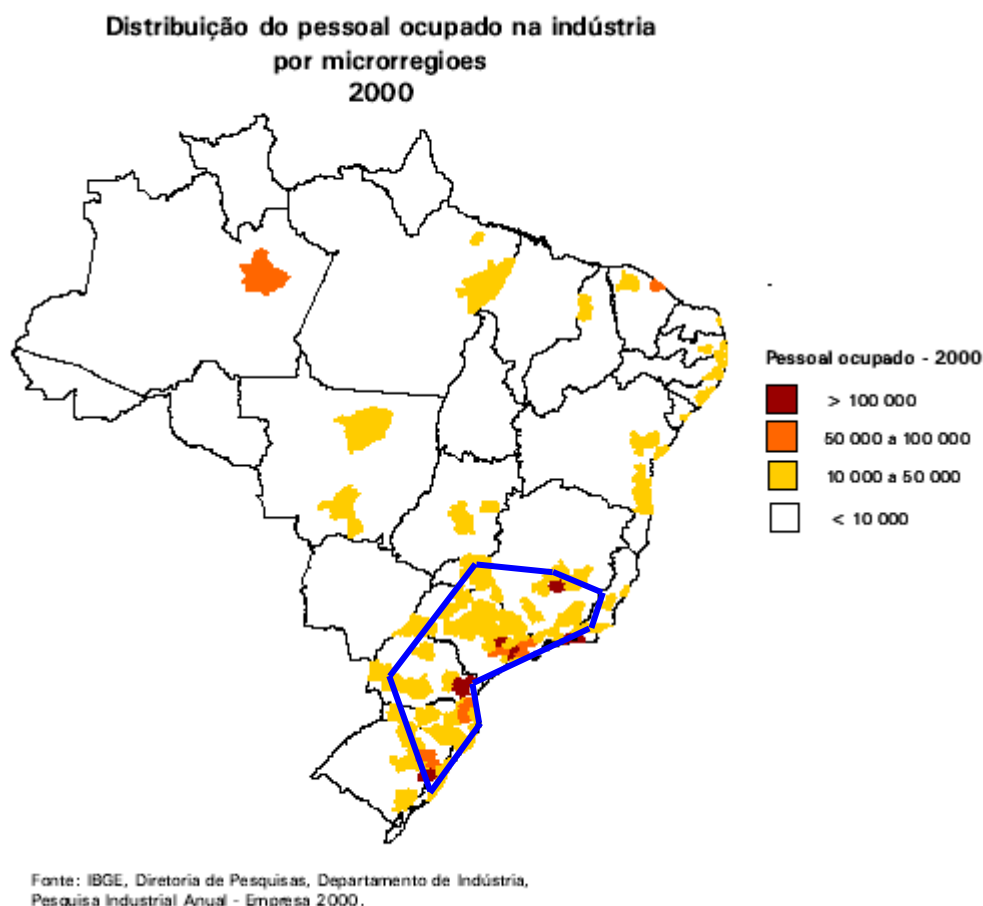 Distribuição do pessoal ocupado na indústria
por microrregioes
2000
Pessoal ocupado - 2000
> 100 000
50 000 a 100 000
10 000 a 50 000
< 10 000
Fonte: IBGE, Diretoria de Pesquisas, Departamento de Indústria,
Pesquisa Industrial Anual - Empresa 2000.